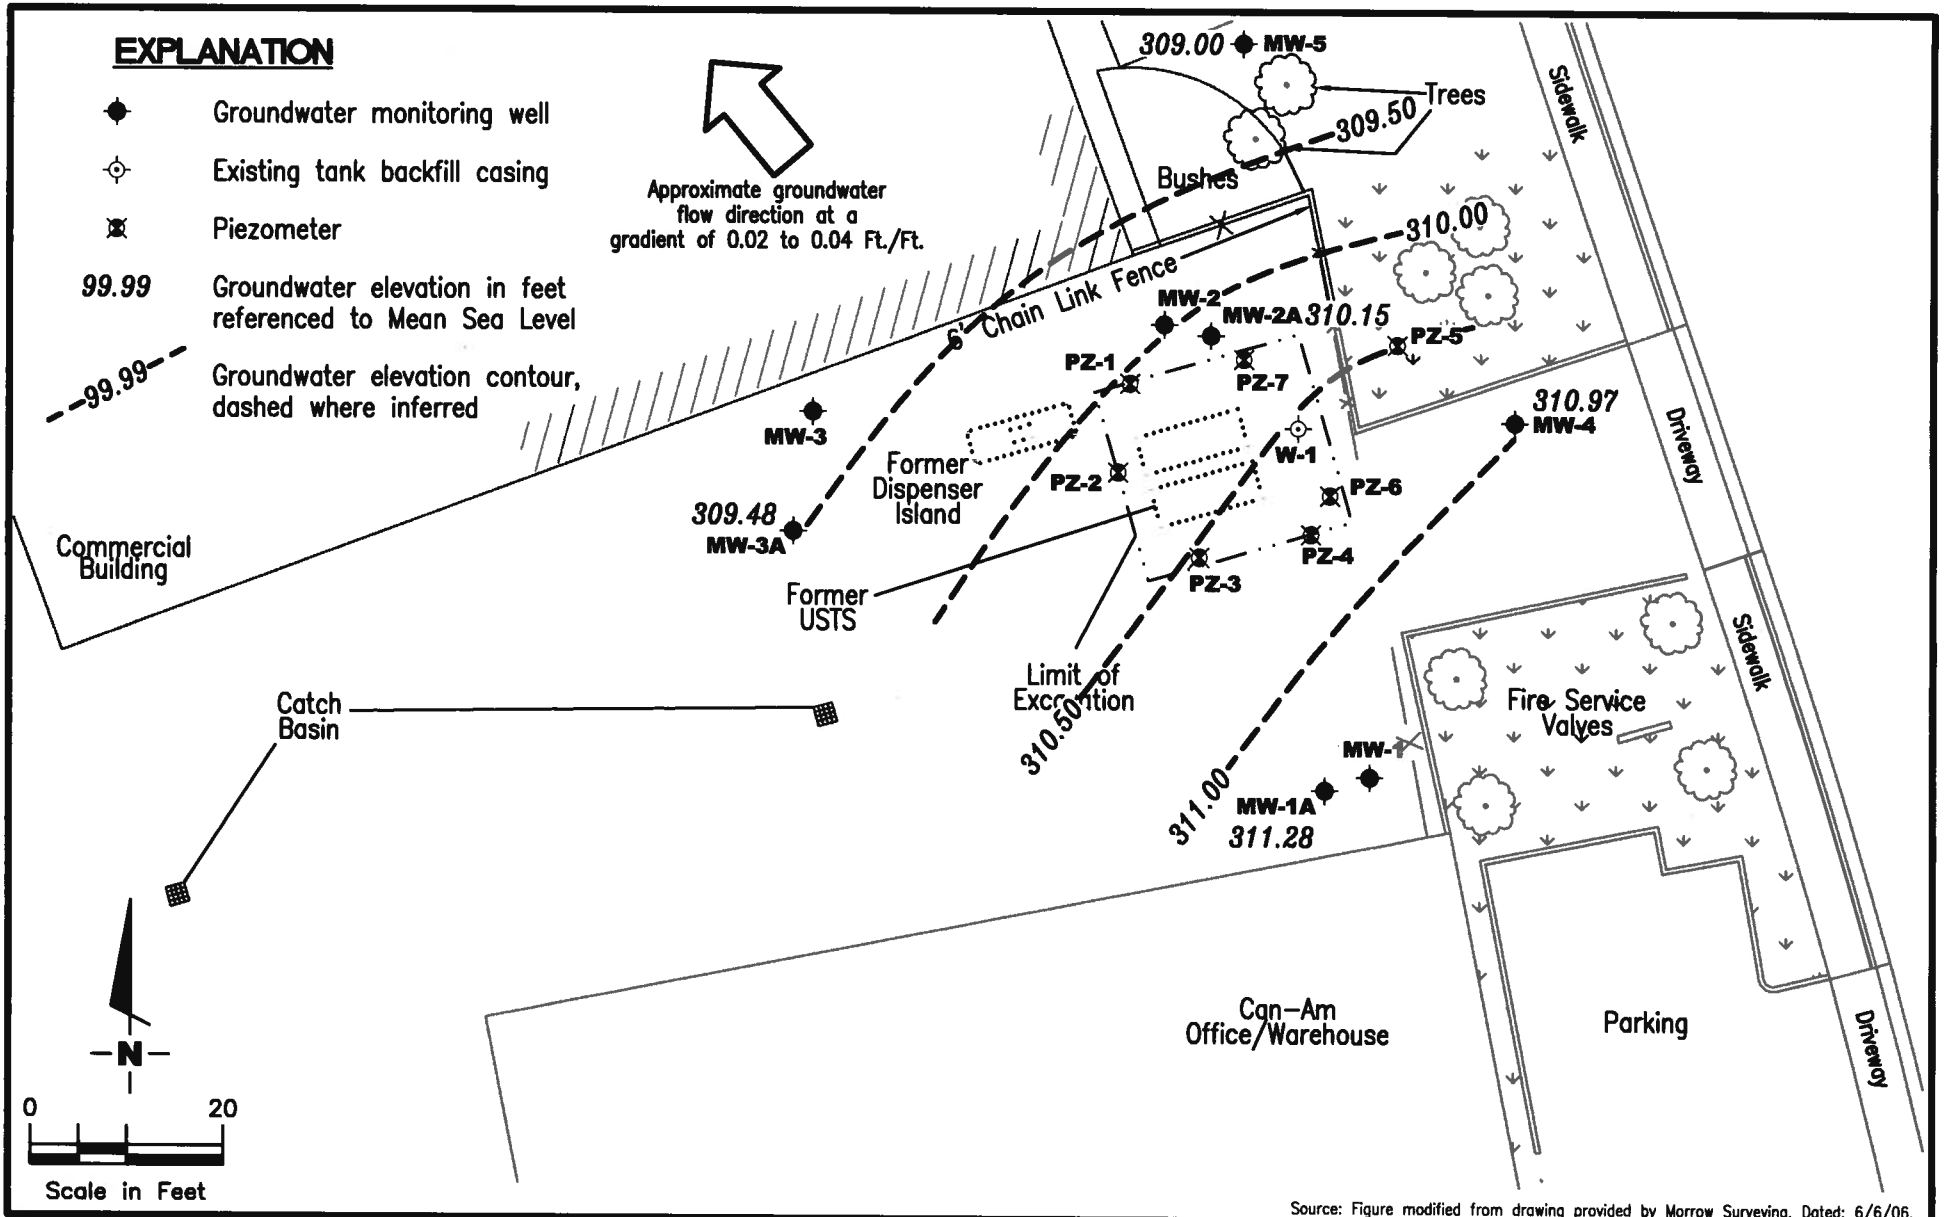 EXPLANATION
Groundwater monitoring well
Existing tank backfill casing
Piezometer
99.99
Groundwater elevation in feet
referenced to Mean Sea Level
99.99
Groundwater elevation contour,
dashed where inferred
Approximate groundwater
flow direction at a
gradient of 0.02 to 0.04 Ft./Ft.
309.00
MW-5
Trees
309.50
Bushes
Sidewalk
310.00
6' Chain Link Fence
MW-2
MW-2A
310.15
PZ-5
PZ-1
PZ-7
310.97
MW-4
MW-3
W-1
Driveway
Former
Dispenser
Island
PZ-2
PZ-6
309.48
MW-3A
PZ-4
PZ-3
Commercial
Building
Former
USTS
Limit of
Excavation
310.50
Sidewalk
Fire Service
Valves
Catch
Basin
MW-1
311.00
MW-1A
311.28
Can-Am
Office/Warehouse
Parking
Driveway
N
0
20
Scale in Feet
Source: Figure modified from drawing provided by Morrow Surveying, Dated: 6/6/06.